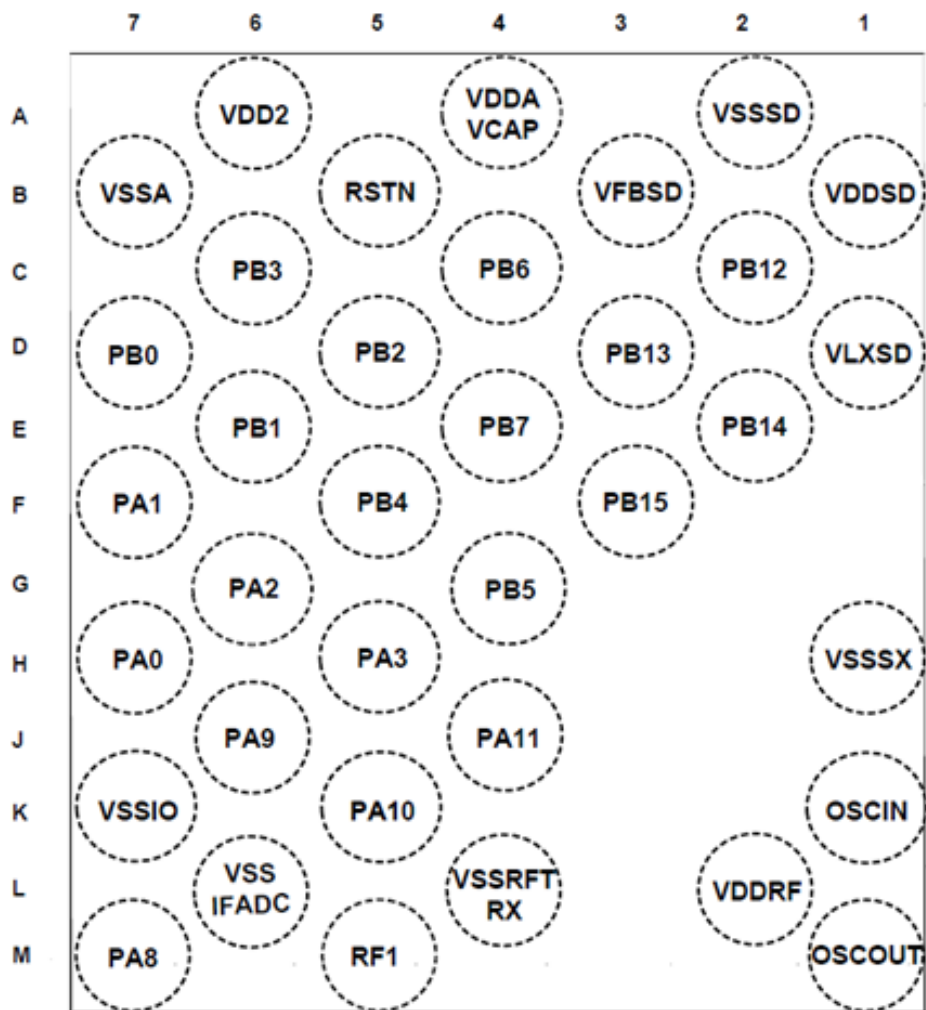 7 6 5 4 3 2 1
A VDD2 VDDA VSSSD
VCAP
B VSSA RSTN VFBSD VDDSD
C PB3 PB6 PB12
D PB0 PB2 PB13 VLXSD
E PB1 PB7 PB14
F PA1 PB4 PB15
G PA2 PB5
H PA0 PA3 VSSSX
J PA9 PA11
K VSSIO PA10 OSCIN
L VSS VSSRFT VDDRF
IFADC RX
M PA8 RF1 OSCOUT